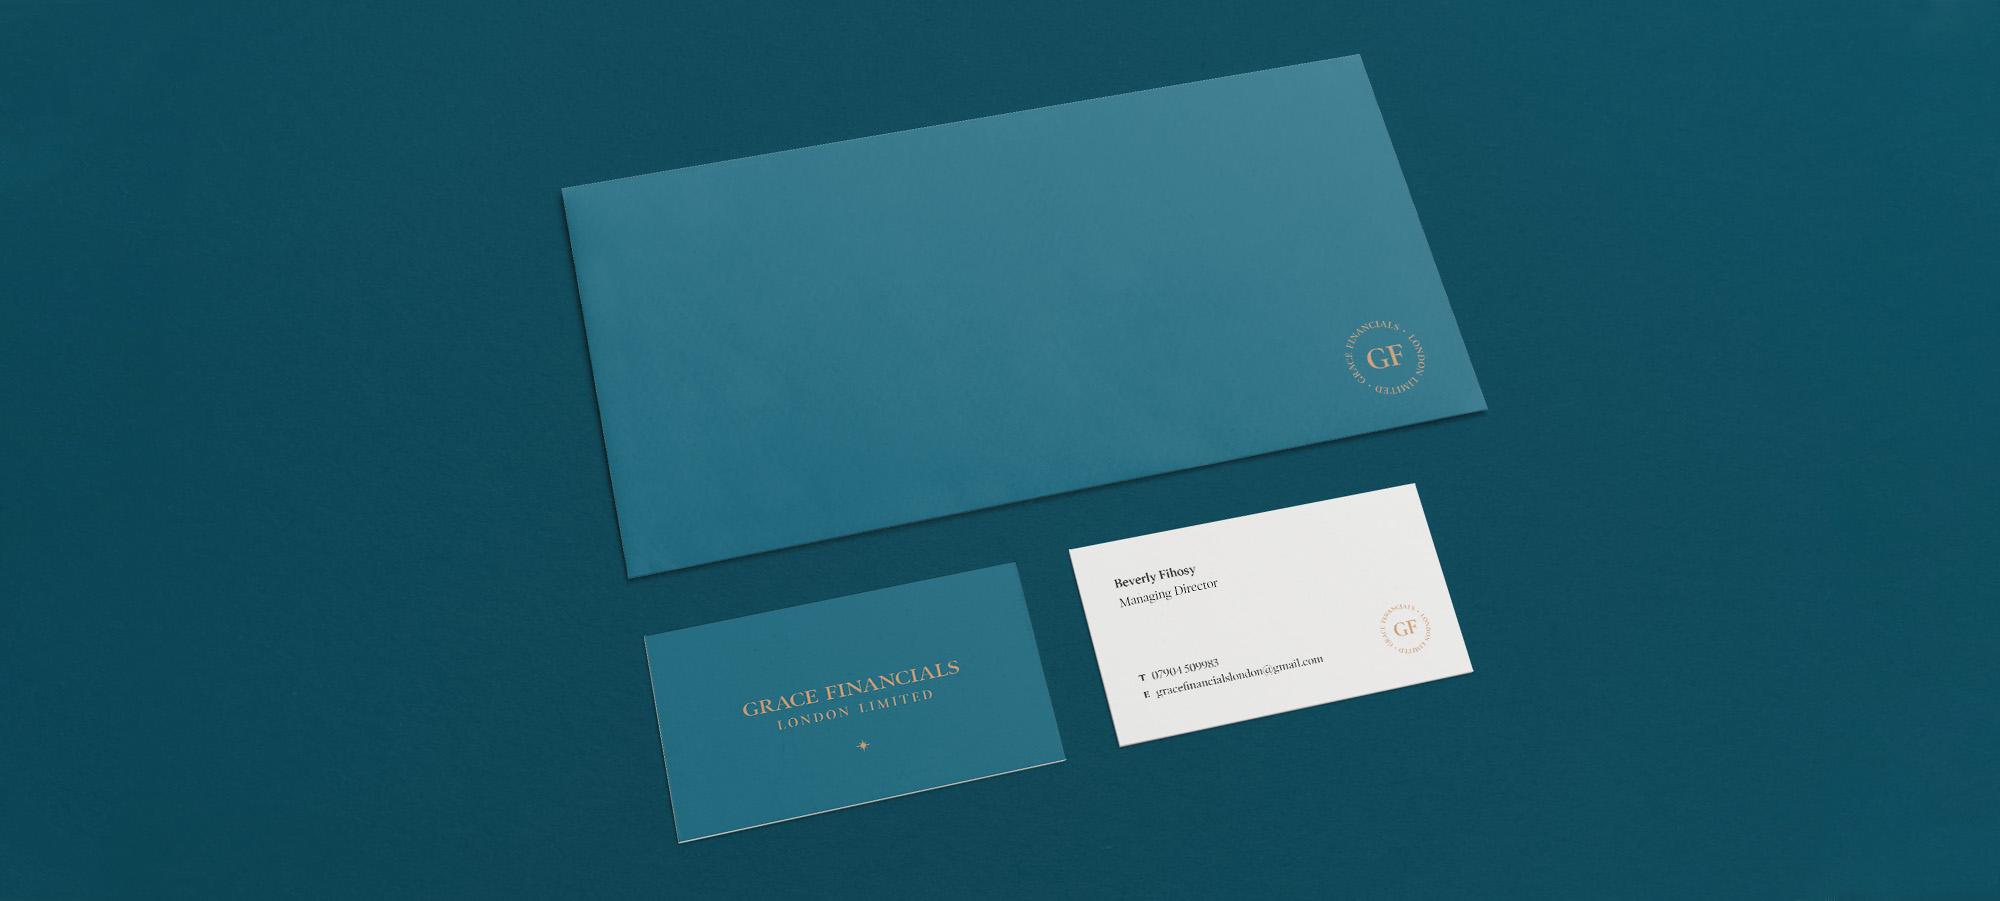 GRACE FINANCIALS • LONDON LIMITED •
GF
GRACE FINANCIALS
LONDON LIMITED
Beverly Fihosy
Managing Director
T 07904 509983
E gracefinancialslondon@gmail.com
GRACE FINANCIALS • LONDON LIMITED •
GF